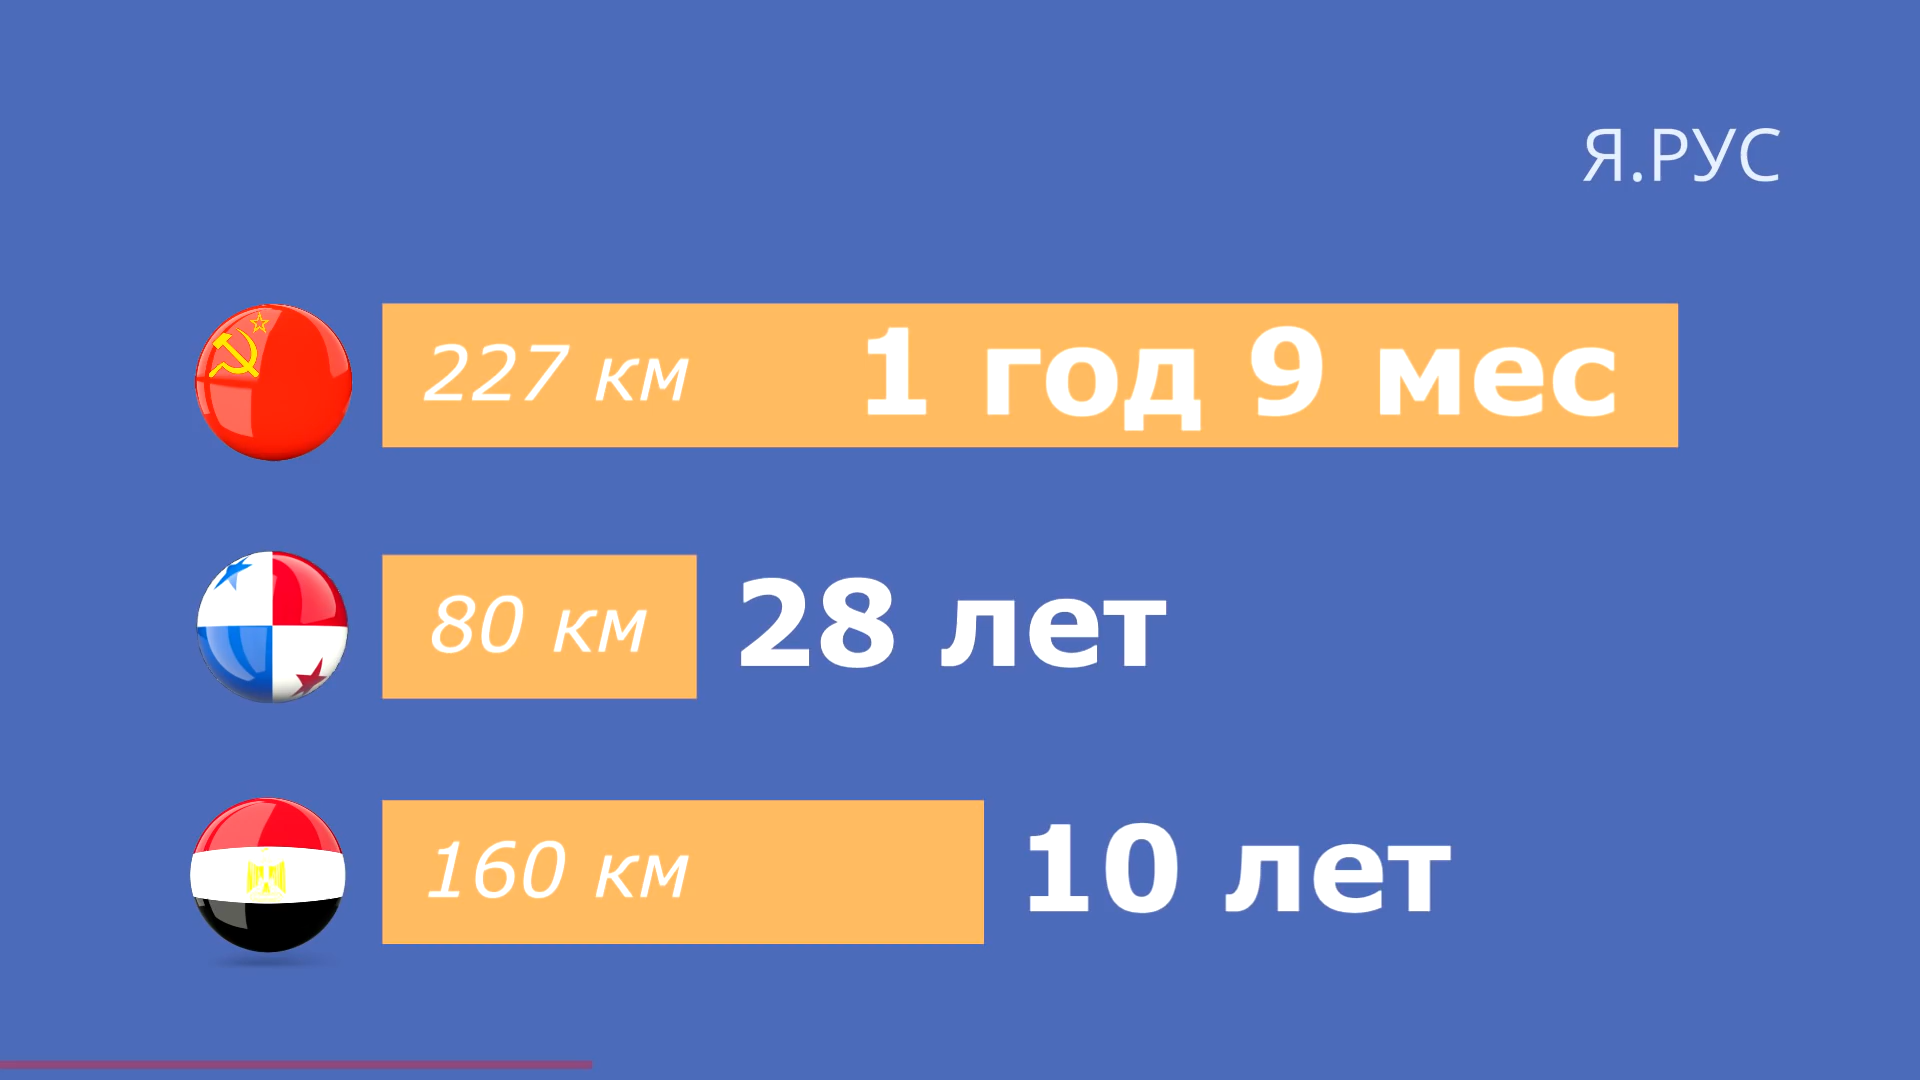 Я.РУС
227 км 1 год 9 мес
80 км 28 лет
160 км 10 лет